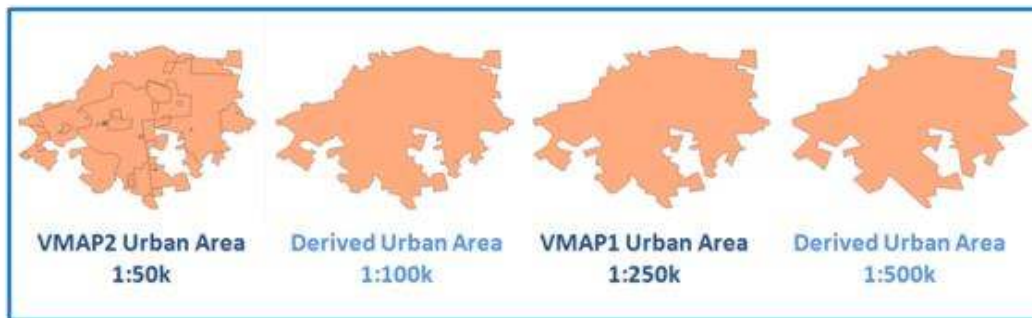 VMAP2 Urban Area
1:50k
Derived Urban Area
1:100k
VMAP1 Urban Area
1:250k
Derived Urban Area
1:500k